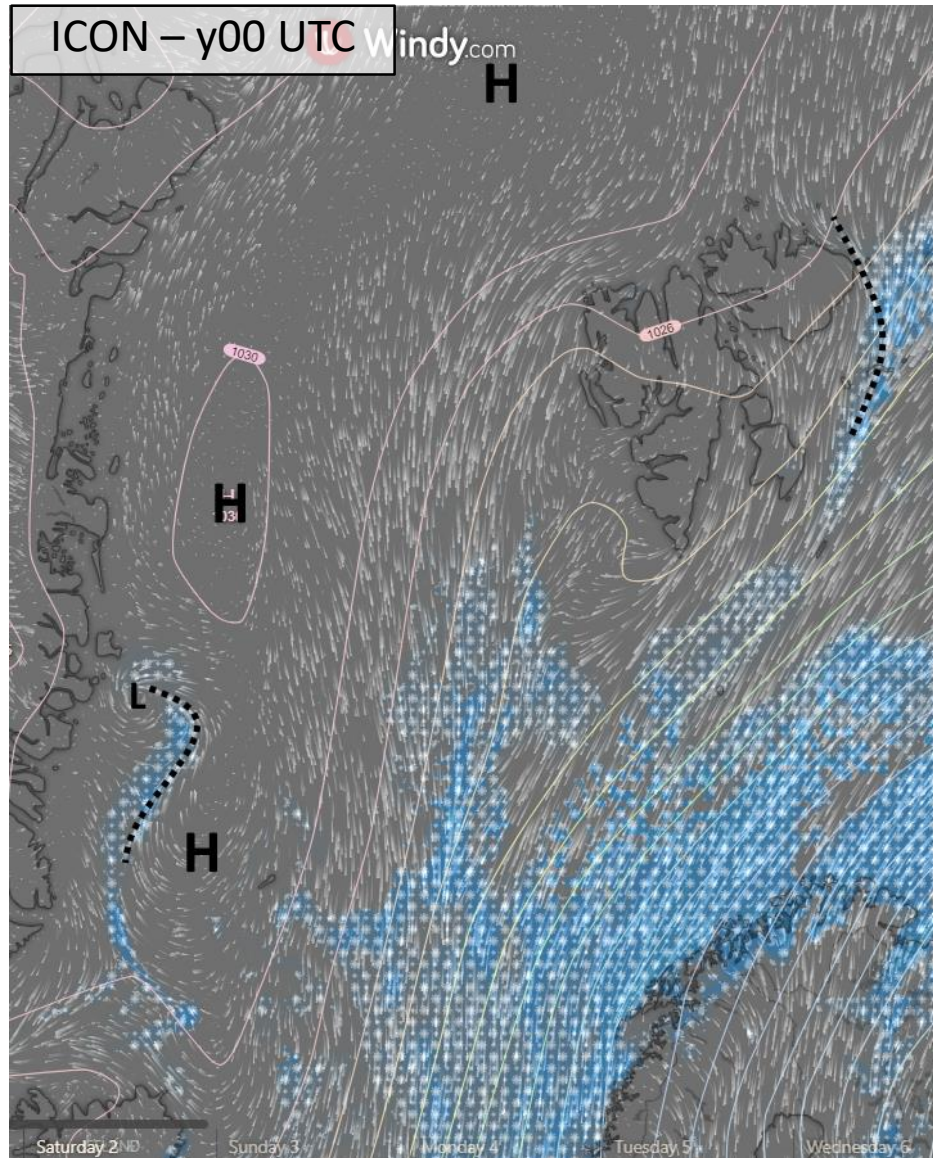 ICON – y00 UTC
Windy.com
H
1026
1030
H
L
H
Saturday 2
Sunday 3
Monday 4
Tuesday 5
Wednesday 6